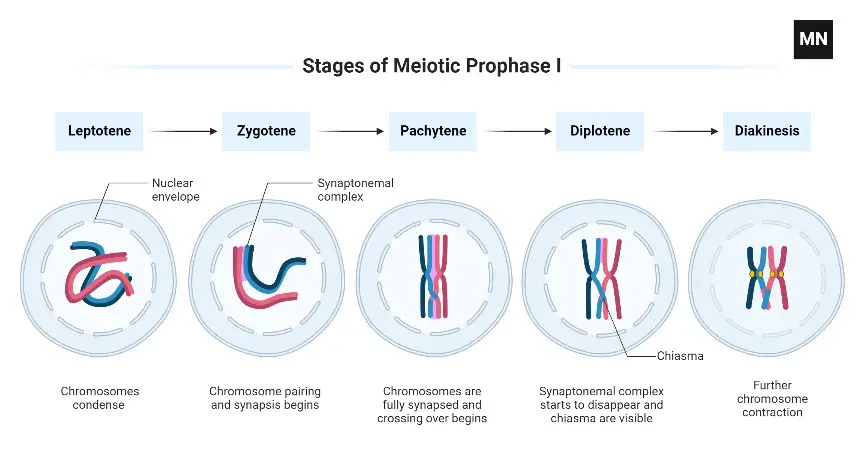 MN
Stages of Meiotic Prophase I
Leptotene
Zygotene
Pachytene
Diplotene
Diakinesis
Nuclear
envelope
Synaptonemal
complex
Chiasma
Chromosomes
condense
Chromosome pairing
and synapsis begins
Chromosomes are
fully synapsed and
crossing over begins
Synaptonemal complex
starts to disappear and
chiasma are visible
Further
chromosome
contraction